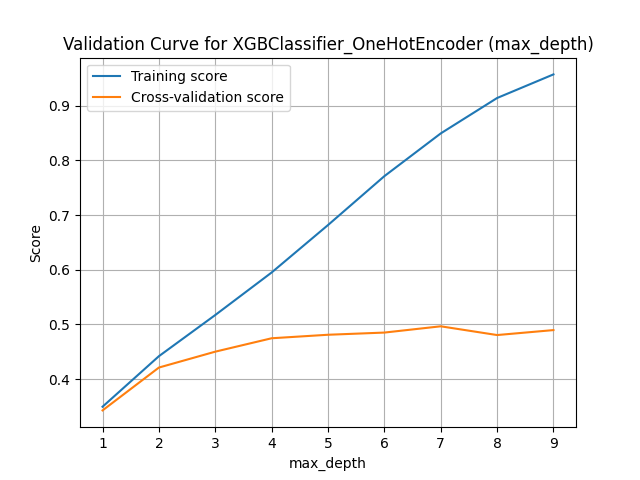 Validation Curve for XGBClassifier_OneHotEncoder (max_depth)
Training score
Cross-validation score
0.9
0.8
0.7
0.6
0.5
0.4
Score
1 2 3 4 5 6 7 8 9
max_depth